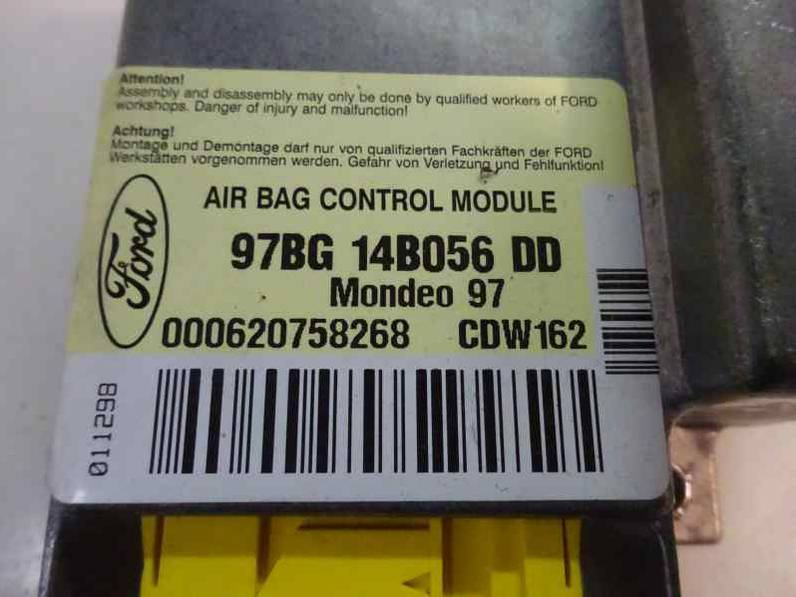 Attention!
Assembly and disassembly may only be done by qualified workers of FORD
workshops. Danger of injury and malfunction!
Achtung!
Montage und Demontage darf nur von qualifizierten Fachkräften der FORD
Werkstätten vorgenommen werden. Gefahr von Verletzung und Fehlfunktion!
AIR BAG CONTROL MODULE
Ford
97BG 14B056 DD
Mondeo 97
000620758268 CDW162
011298